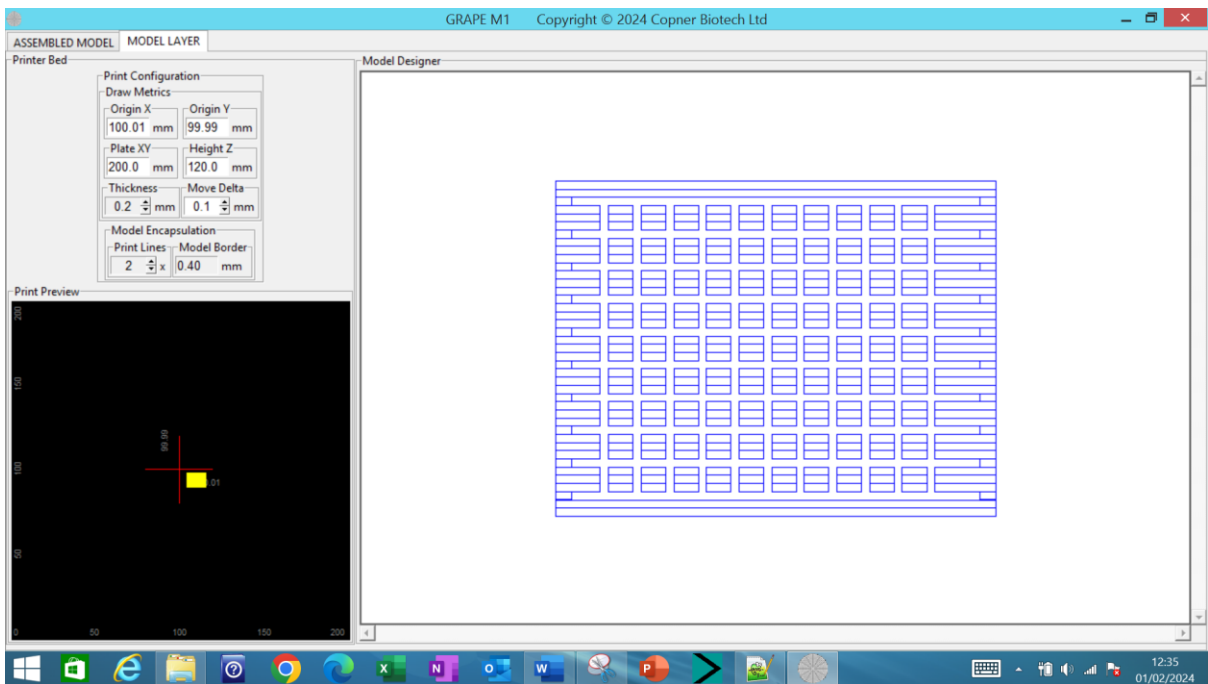 GRAPE M1 Copyright © 2024 Copner Biotech Ltd
ASSEMBLED MODEL MODEL LAYER
Printer Bed
Print Configuration
Draw Metrics
Origin X Origin Y
100.01 mm 99.99 mm
Plate XY Height Z
200.0 mm 120.0 mm
Thickness Move Delta
0.2 mm 0.1 mm
Model Encapsulation
Print Lines Model Border
2 x 0.40 mm
Print Preview
200
150
99.99
100
.01
50
0 50 100 150 200
Model Designer
12:35
01/02/2024